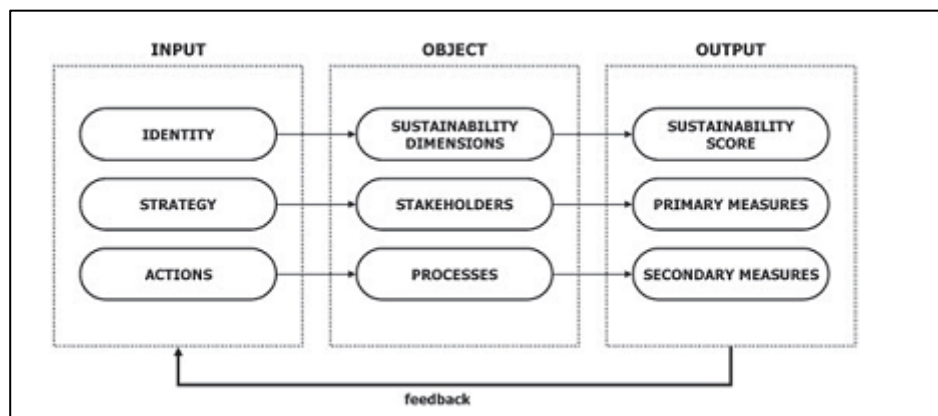 INPUT
OBJECT
OUTPUT
IDENTITY
SUSTAINABILITY
DIMENSIONS
SUSTAINABILITY
SCORE
STRATEGY
STAKEHOLDERS
PRIMARY MEASURES
ACTIONS
PROCESSES
SECONDARY MEASURES
feedback